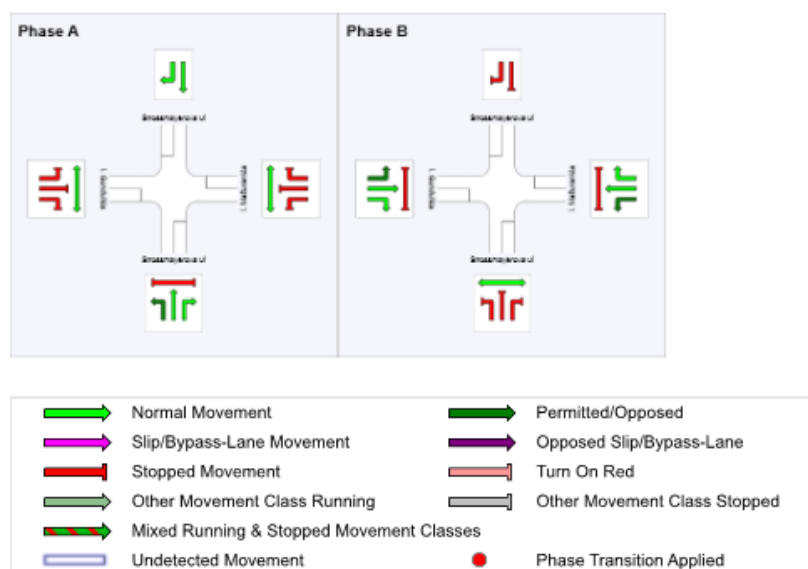 Phase A
Phase B
Normal Movement
Permitted/Opposed
Slip/Bypass-Lane Movement
Opposed Slip/Bypass-Lane
Stopped Movement
Turn On Red
Other Movement Class Running
Other Movement Class Stopped
Mixed Running & Stopped Movement Classes
Undetected Movement
Phase Transition Applied